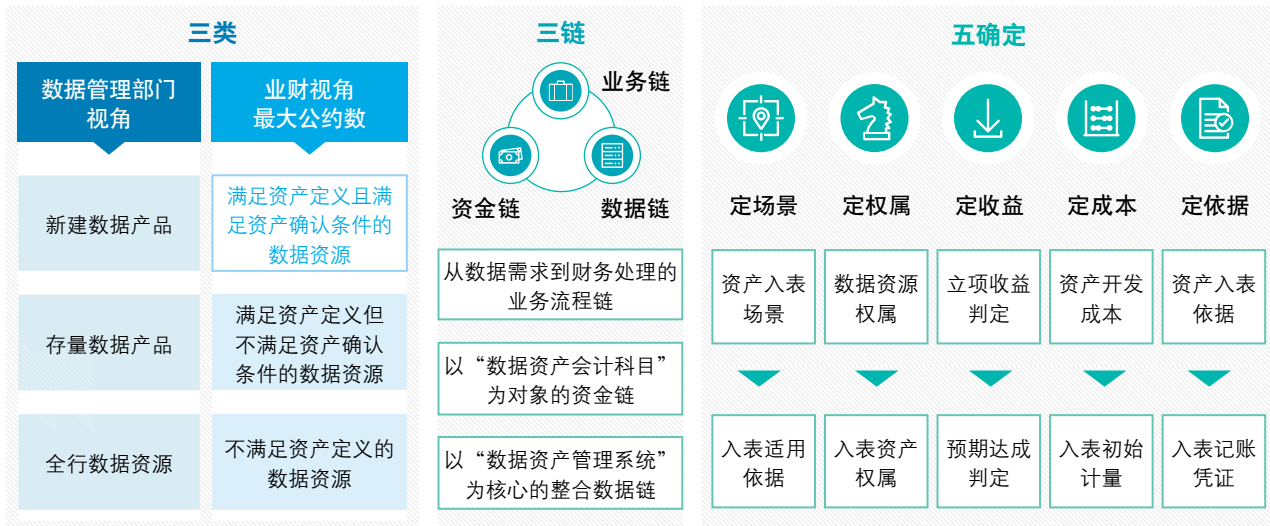 三类
数据管理部门
视角
业财视角
最大公约数
新建数据产品
满足资产定义且满
足资产确认条件的
数据资源
存量数据产品
满足资产定义但
不满足资产确认
条件的数据资源
全行数据资源
不满足资产定义的
数据资源
三链
业务链
资金链
数据链
从数据需求到财务处理的
业务流程链
以“数据资产会计科目”
为对象的资金链
以“数据资产管理系统”
为核心的整合数据链
五确定
定场景
定权属
定收益
定成本
定依据
资产入表
场景
数据资源
权属
立项收益
判定
资产开发
成本
资产入表
依据
入表适用
依据
入表资产
权属
预期达成
判定
入表初始
计量
入表记账
凭证